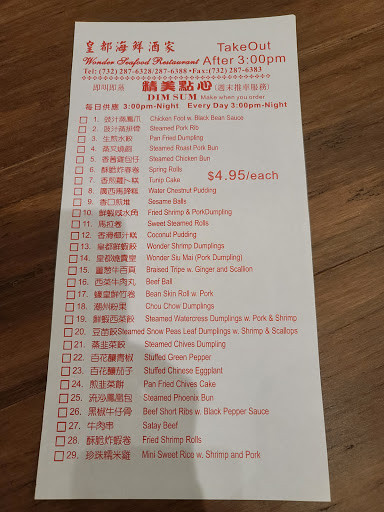 皇都海鮮酒家 TakeOut
Wonder Seafood Restaurant After 3:00pm
Tel: (732) 287-6328/287-6388 • Fax:(732) 287-6383
即叫即蒸 精美點心 (週末推車服務)
DIM SUM Make when you order
每日供應 3:00pm-Night Every Day 3:00pm-Night
1. 豉汁蒸鳳爪 Chicken Foot w. Black Bean Sauce
2. 豉汁蒸排骨 Steamed Pork Rib
3. 生煎水餃 Pan Fried Dumpling
4. 蒸叉燒飽 Steamed Roast Pork Bun
5. 香茜雞包仔 Steamed Chicken Bun
6. 酥脆炸春卷 Spring Rolls
$4.95/each
7. 香煎蘿卜糕 Turnip Cake
8. 廣西馬蹄糕 Water Chestnut Pudding
9. 香口煎堆 Sesame Balls
10. 鮮蝦咸水角 Fried Shrimp & PorkDumpling
11. 馬拉卷 Sweet Steamed Rolls
12. 香滑椰汁糕 Coconut Pudding
13. 皇都鮮蝦餃 Wonder Shrimp Dumplings
14. 皇都燒賣皇 Wonder Siu Mai (Pork Dumpling)
15. 薑蔥牛百頁 Braised Tripe w. Ginger and Scallion
16. 西菜牛肉丸 Beef Ball
17. 蠔皇鮮竹卷 Bean Skin Roll w. Pork
18. 潮州粉果 Chou Chow Dumplings
19. 鮮蝦西菜餃 Steamed Watercress Dumplings w. Pork & Shrimp
20. 豆苗餃 Steamed Snow Peas Leaf Dumplings w. Shrimp & Scallops
21. 蒸韭菜餃 Steamed Chives Dumpling
22. 百花釀青椒 Stuffed Green Pepper
23. 百花釀茄子 Stuffed Chinese Eggplant
24. 煎韭菜餅 Pan Fried Chives Cake
25. 流沙鳳凰包 Steamed Phoenix Bun
26. 黑椒牛仔骨 Beef Short Ribs w. Black Pepper Sauce
27. 牛肉串 Satay Beef
28. 酥脆炸蝦卷 Fried Shrimp Rolls
29. 珍珠糯米雞 Mini Sweet Rice w. Shrimp and Pork